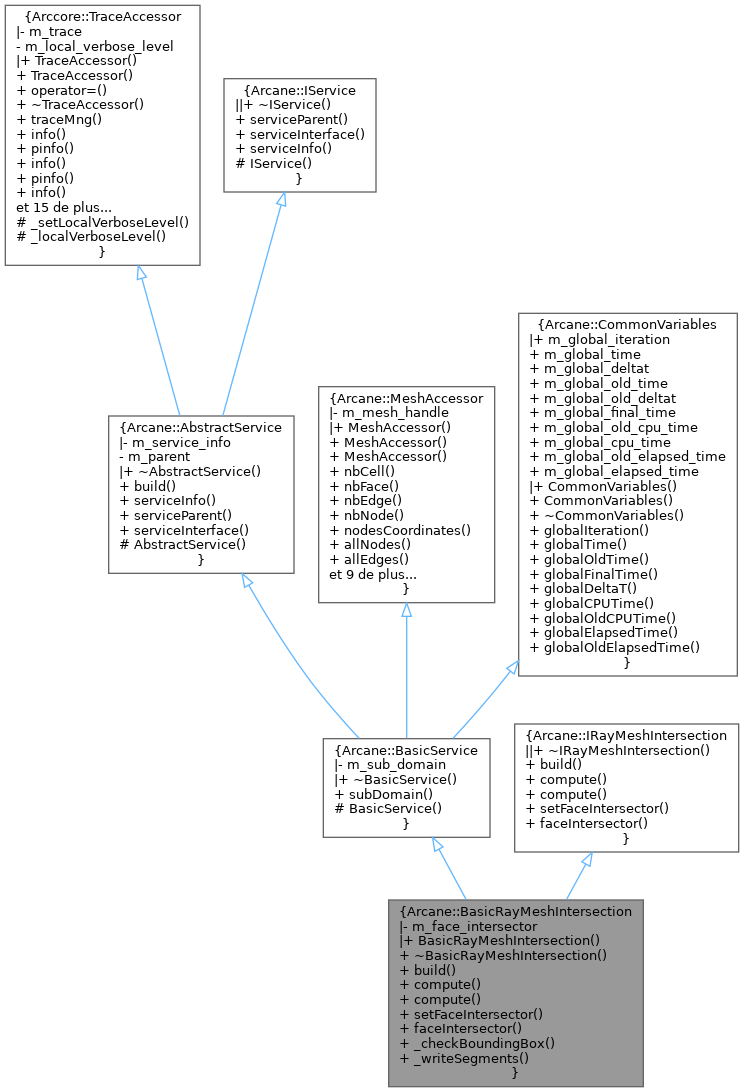 {Arccore::TraceAccessor
|- m_trace
- m_local_verbose_level
|+ TraceAccessor()
+ TraceAccessor()
+ operator=()
+ ~TraceAccessor()
+ traceMng()
+ info()
+ pinfo()
+ info()
+ pinfo()
+ info()
et 15 de plus...
# _setLocalVerboseLevel()
# _localVerboseLevel()
}
{Arcane::IService
||+ ~IService()
+ serviceParent()
+ serviceInterface()
+ serviceInfo()
# IService()
}
{Arcane::CommonVariables
|+ m_global_iteration
+ m_global_time
+ m_global_deltat
+ m_global_old_time
+ m_global_old_deltat
+ m_global_final_time
+ m_global_old_cpu_time
+ m_global_cpu_time
+ m_global_old_elapsed_time
+ m_global_elapsed_time
|+ CommonVariables()
+ CommonVariables()
+ ~CommonVariables()
+ globalIteration()
+ globalTime()
+ globalOldTime()
+ globalFinalTime()
+ globalDeltaT()
+ globalCPUTime()
+ globalOldCPUTime()
+ globalElapsedTime()
+ globalOldElapsedTime()
}
{Arcane::MeshAccessor
|- m_mesh_handle
|+ MeshAccessor()
+ MeshAccessor()
+ MeshAccessor()
+ nbCell()
+ nbFace()
+ nbEdge()
+ nbNode()
+ nodesCoordinates()
+ allNodes()
+ allEdges()
et 9 de plus...
}
{Arcane::AbstractService
|- m_service_info
- m_parent
|+ ~AbstractService()
+ build()
+ serviceInfo()
+ serviceParent()
+ serviceInterface()
# AbstractService()
}
{Arcane::BasicService
|- m_sub_domain
|+ ~BasicService()
+ subDomain()
# BasicService()
}
{Arcane::IRayMeshIntersection
||+ ~IRayMeshIntersection()
+ build()
+ compute()
+ compute()
+ setFaceIntersector()
+ faceIntersector()
}
{Arcane::BasicRayMeshIntersection
|- m_face_intersector
|+ BasicRayMeshIntersection()
+ ~BasicRayMeshIntersection()
+ build()
+ compute()
+ compute()
+ setFaceIntersector()
+ faceIntersector()
+ _checkBoundingBox()
+ _writeSegments()
}